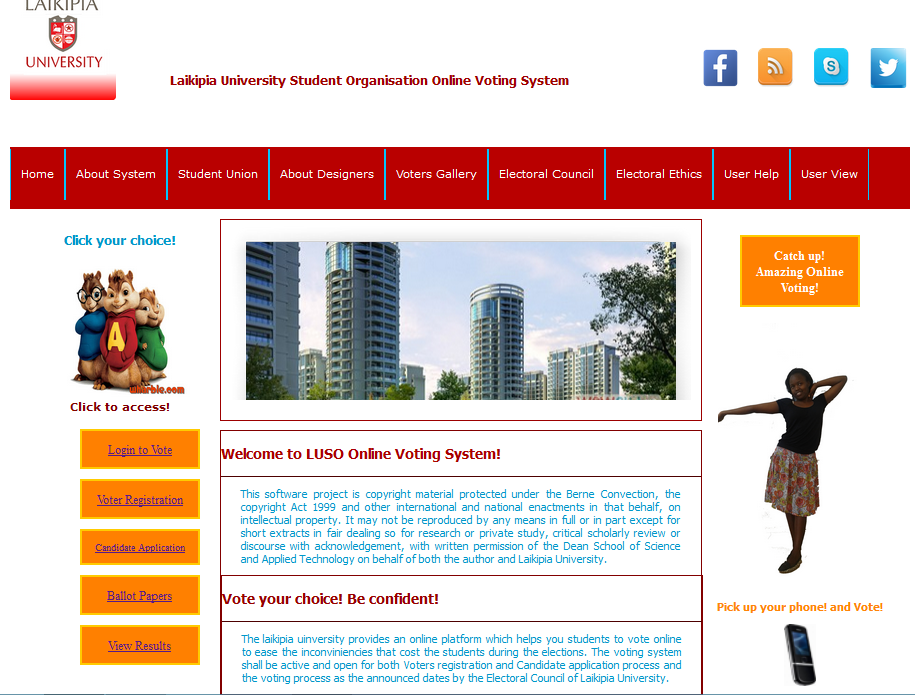 LAIKIPIA
UNIVERSITY
Laikipia University Student Organisation Online Voting System
Home
About System
Student Union
About Designers
Voters Gallery
Electoral Council
Electoral Ethics
User Help
User View
Click your choice!
Click to access!
Login to Vote
Voter Registration
Candidate Application
Ballot Papers
View Results
Welcome to LUSO Online Voting System!
This software project is copyright material protected under the Berne Convection, the
copyright Act 1999 and other international and national enactments in that behalf, on
intellectual property. It may not be reproduced by any means in full or in part except for
short extracts in fair dealing so for research or private study, critical scholarly review or
discourse with acknowledgement, with written permission of the Dean School of Science
and Applied Technology on behalf of both the author and Laikipia University.
Vote your choice! Be confident!
The laikipia uinversity provides an online platform which helps you students to vote online
to ease the inconviniencies that cost the students during the elections. The voting system
shall be active and open for both Voters registration and Candidate application process and
the voting process as the announced dates by the Electoral Council of Laikipia University.
Catch up!
Amazing Online
Voting!
Pick up your phone! and Vote!